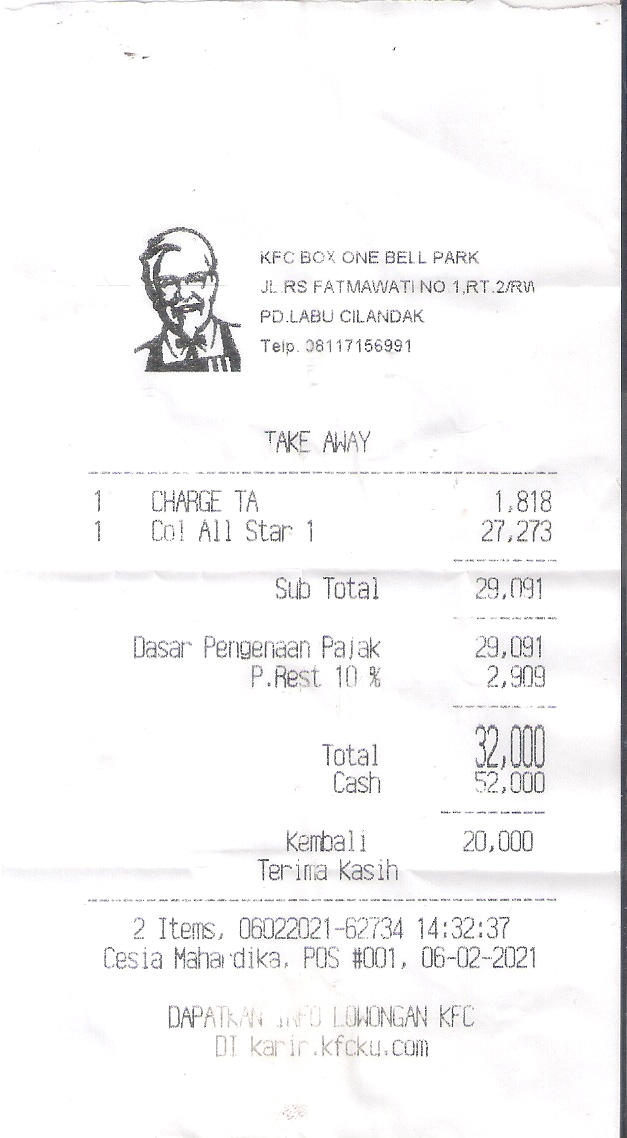 KFC BOX ONE BELL PARK
JL.RS FATMAWATI NO 1,RT.2/RW
PD.LABU CILANDAK
Telp. 08117156991
TAKE AWAY
1 CHARGE TA 1,818
1 Col All Star 1 27,273
Sub Total 29,091
Dasar Pengenaan Pajak 29,091
P.Rest 10 % 2,909
Total 32,000
Cash 52,000
Kembali 20,000
Terima Kasih
2 Items, 06022021-62734 14:32:37
Cesia Mahardika, POS #001, 06-02-2021
DAPATKAN INFO LOWONGAN KFC
DI karir.kfcku.com